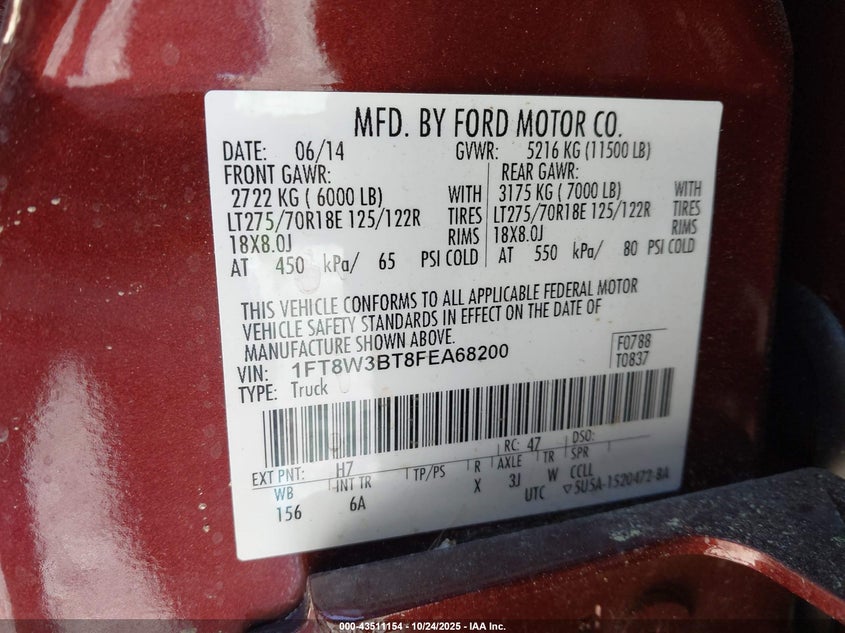 MFD. BY FORD MOTOR CO.
DATE: 06/14 GVWR: 5216 KG (11500 LB)
FRONT GAWR: REAR GAWR:
2722 KG ( 6000 LB) WITH 3175 KG ( 7000 LB) WITH
LT275/70R18E 125/122R TIRES LT275/70R18E 125/122R TIRES
18X8.0J RIMS 18X8.0J RIMS
AT 450 kPa/ 65 PSI COLD AT 550 kPa/ 80 PSI COLD
THIS VEHICLE CONFORMS TO ALL APPLICABLE FEDERAL MOTOR
VEHICLE SAFETY STANDARDS IN EFFECT ON THE DATE OF
MANUFACTURE SHOWN ABOVE.
VIN: 1FT8W3BT8FEA68200 F0788
TYPE: Truck T0837
RC: 47 DSO:
EXT PNT: H7 TP/PS R AXLE TR SPR
WB INT TR X 3J W CCLL
156 6A UTC ▽5U5A-1520472-BA
000-43511154 - 10/24/2025 - IAA Inc.